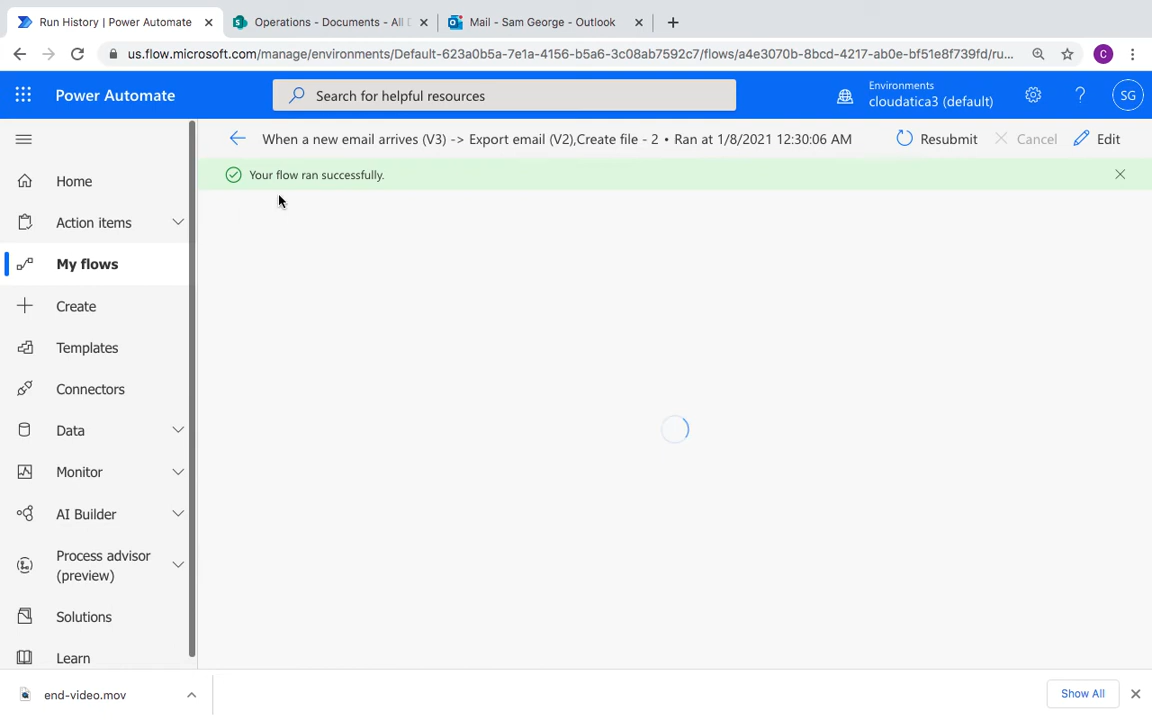 Run History | Power Automate
Operations - Documents - All
Mail - Sam George - Outlook
us.flow.microsoft.com/manage/environments/Default-623a0b5a-7e1a-4156-b5a6-3c08ab7592c7/flows/a4e3070b-8bcd-4217-ab0e-bf51e8f739fd/ru...
C
Power Automate
Search for helpful resources
Environments
cloudatica3 (default)
?
SG
When a new email arrives (V3) -> Export email (V2),Create file - 2 • Ran at 1/8/2021 12:30:06 AM
Resubmit
Cancel
Edit
Your flow ran successfully.
Home
Action items
My flows
Create
Templates
Connectors
Data
Monitor
AI Builder
Process advisor
(preview)
Solutions
Learn
end-video.mov
Show All